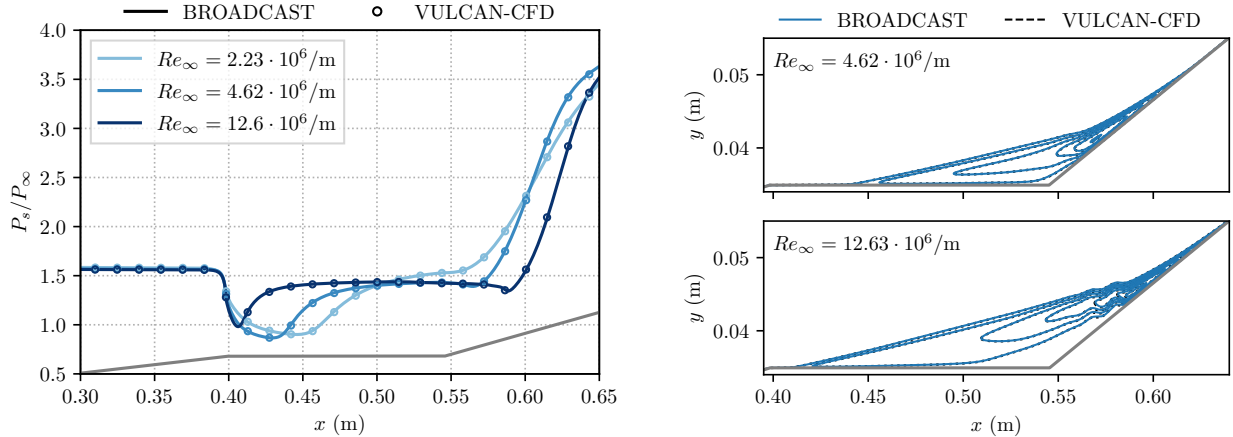 BROADCAST VULCAN-CFD
Re∞ = 2.23 · 10⁶/m
Re∞ = 4.62 · 10⁶/m
Re∞ = 12.6 · 10⁶/m
4.0
3.5
3.0
2.5
2.0
1.5
1.0
0.5
Pₛ/P∞
0.30 0.35 0.40 0.45 0.50 0.55 0.60 0.65
x (m)
BROADCAST VULCAN-CFD
Re∞ = 4.62 · 10⁶/m
0.05
0.04
y (m)
Re∞ = 12.63 · 10⁶/m
0.05
0.04
y (m)
0.40 0.45 0.50 0.55 0.60
x (m)